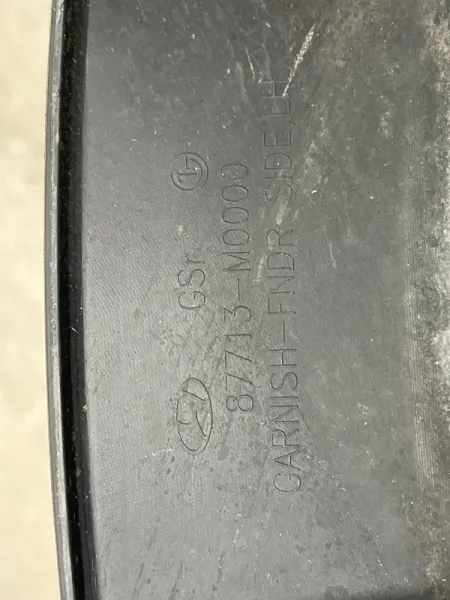 GSr L
87713-M0000
GARNISH-FNDR SIDE,LH